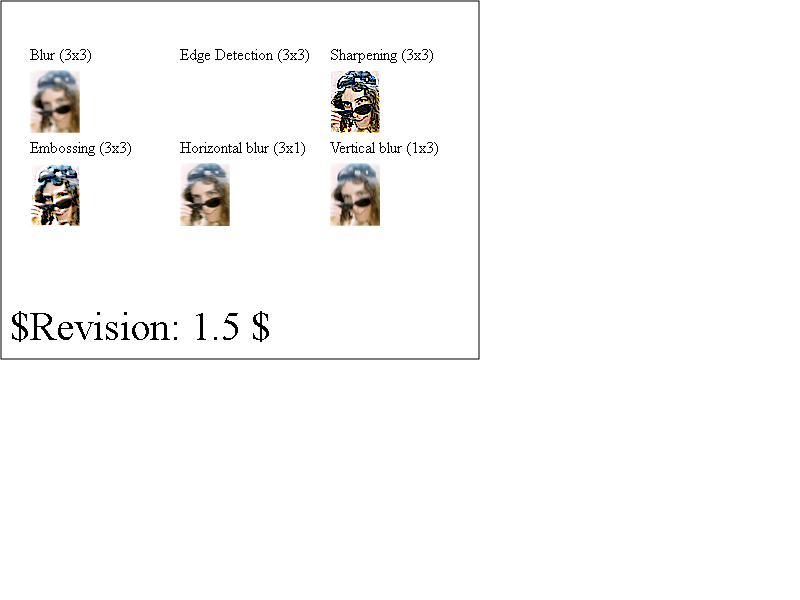 Blur (3x3) Edge Detection (3x3) Sharpening (3x3)
Embossing (3x3) Horizontal blur (3x1) Vertical blur (1x3)
$Revision: 1.5 $